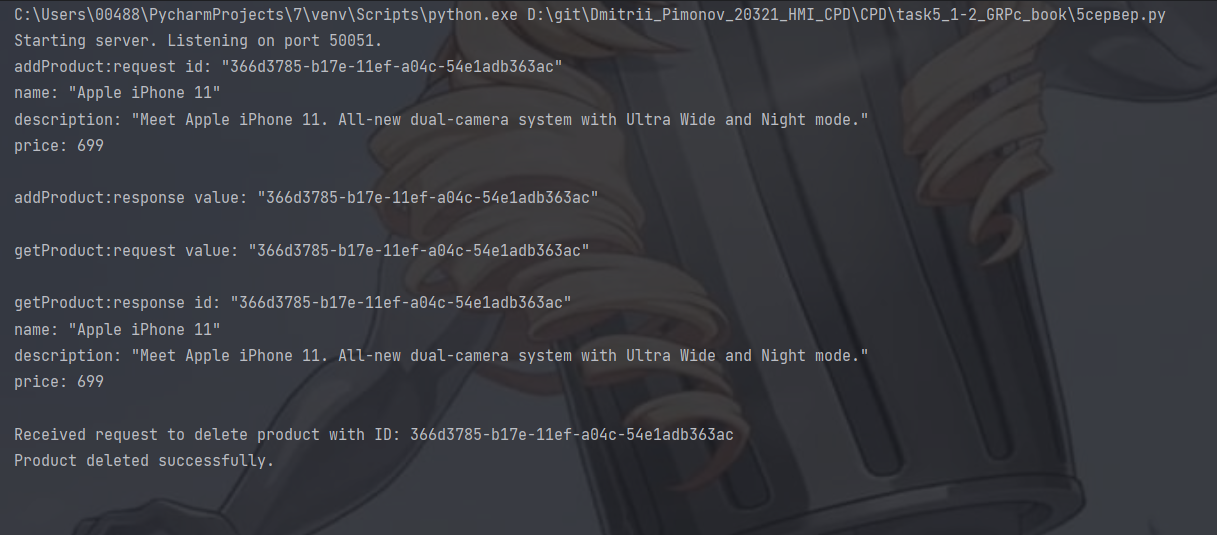 C:\Users\00488\PycharmProjects\7\venv\Scripts\python.exe D:\git\Dmitrii_Pimonov_20321_HMI_CPD\CPD\task5_1-2_GRPc_book\5сервер.py
Starting server. Listening on port 50051.
addProduct:request id: "366d3785-b17e-11ef-a04c-54e1adb363ac"
name: "Apple iPhone 11"
description: "Meet Apple iPhone 11. All-new dual-camera system with Ultra Wide and Night mode."
price: 699
addProduct:response value: "366d3785-b17e-11ef-a04c-54e1adb363ac"
getProduct:request value: "366d3785-b17e-11ef-a04c-54e1adb363ac"
getProduct:response id: "366d3785-b17e-11ef-a04c-54e1adb363ac"
name: "Apple iPhone 11"
description: "Meet Apple iPhone 11. All-new dual-camera system with Ultra Wide and Night mode."
price: 699
Received request to delete product with ID: 366d3785-b17e-11ef-a04c-54e1adb363ac
Product deleted successfully.